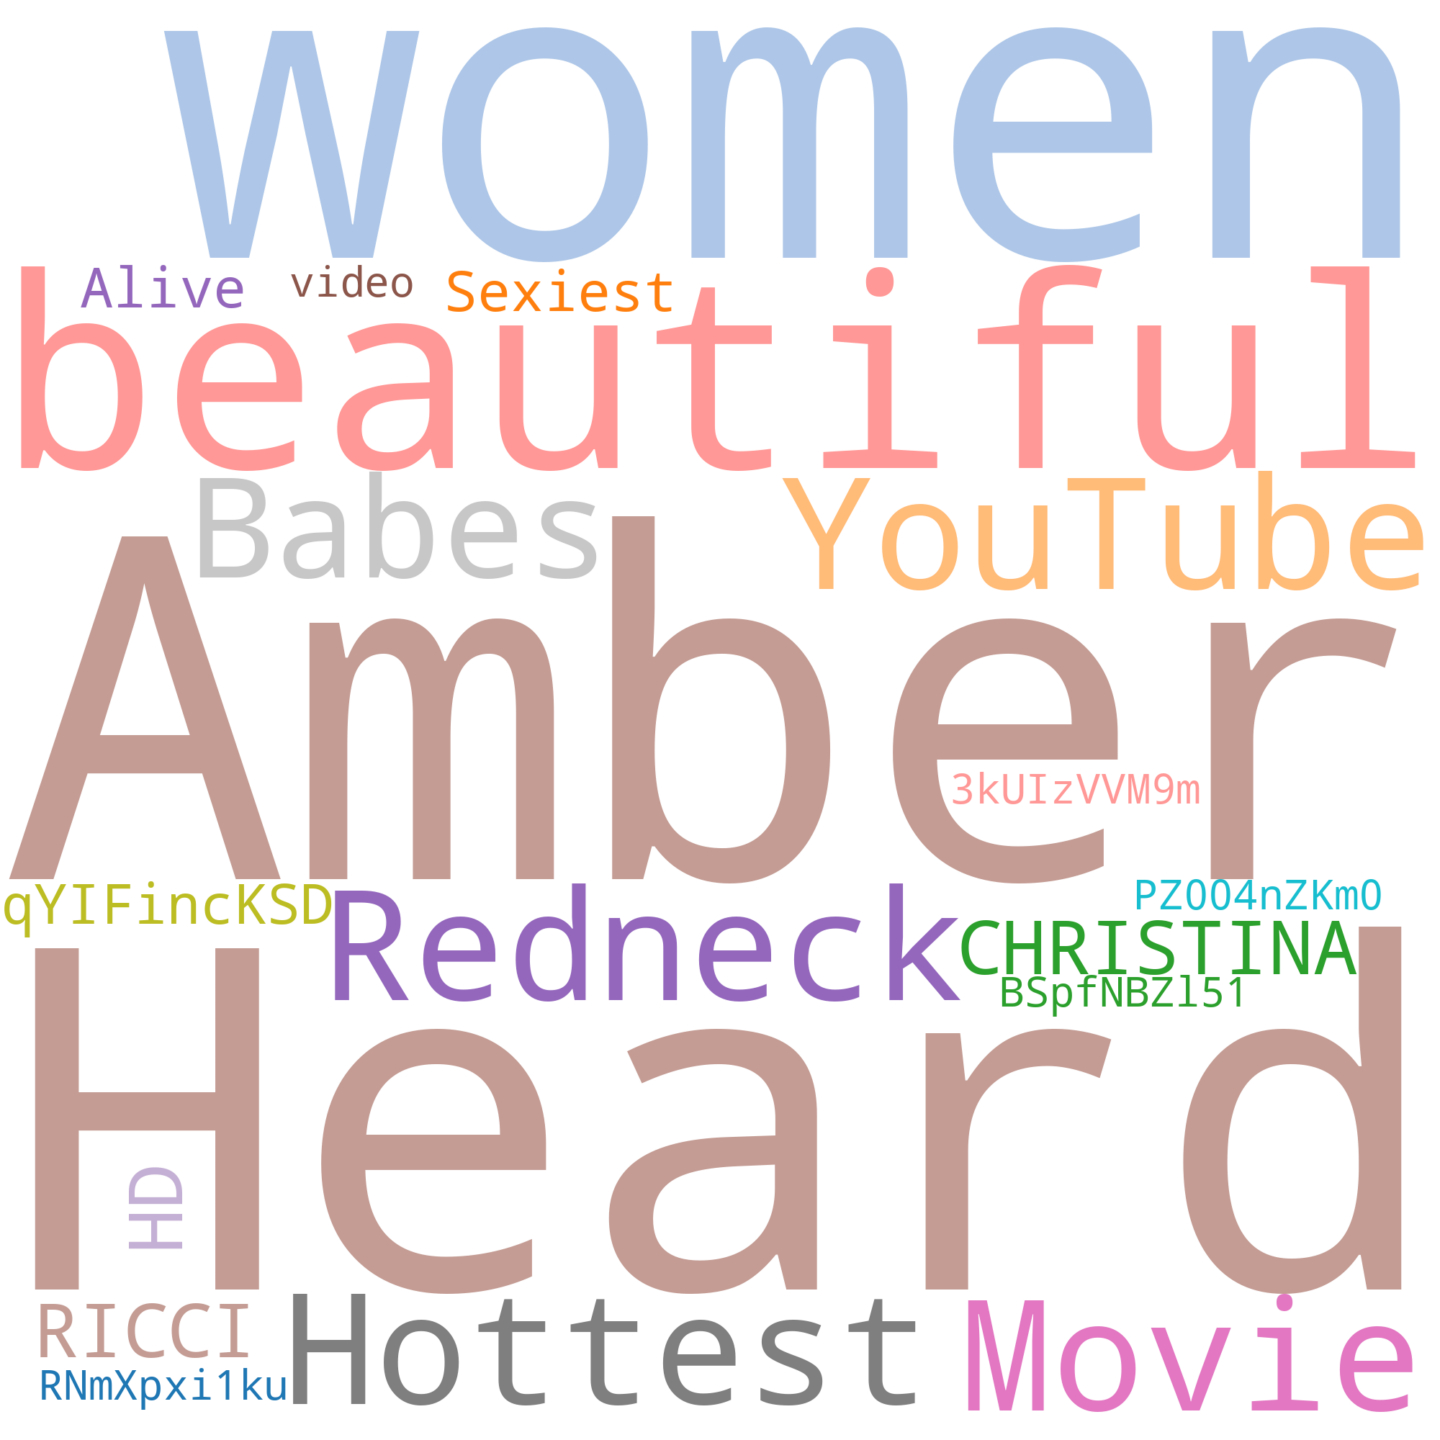 women
Alive video Sexiest
beautiful
Babes YouTube
Amber
3kUIzVVM9m
qYIFincKSD Redneck PZOO4nZKmO
CHRISTINA
BSpfNBZl51
Heard
HD
RICCI Hottest Movie
RNmXpxi1ku